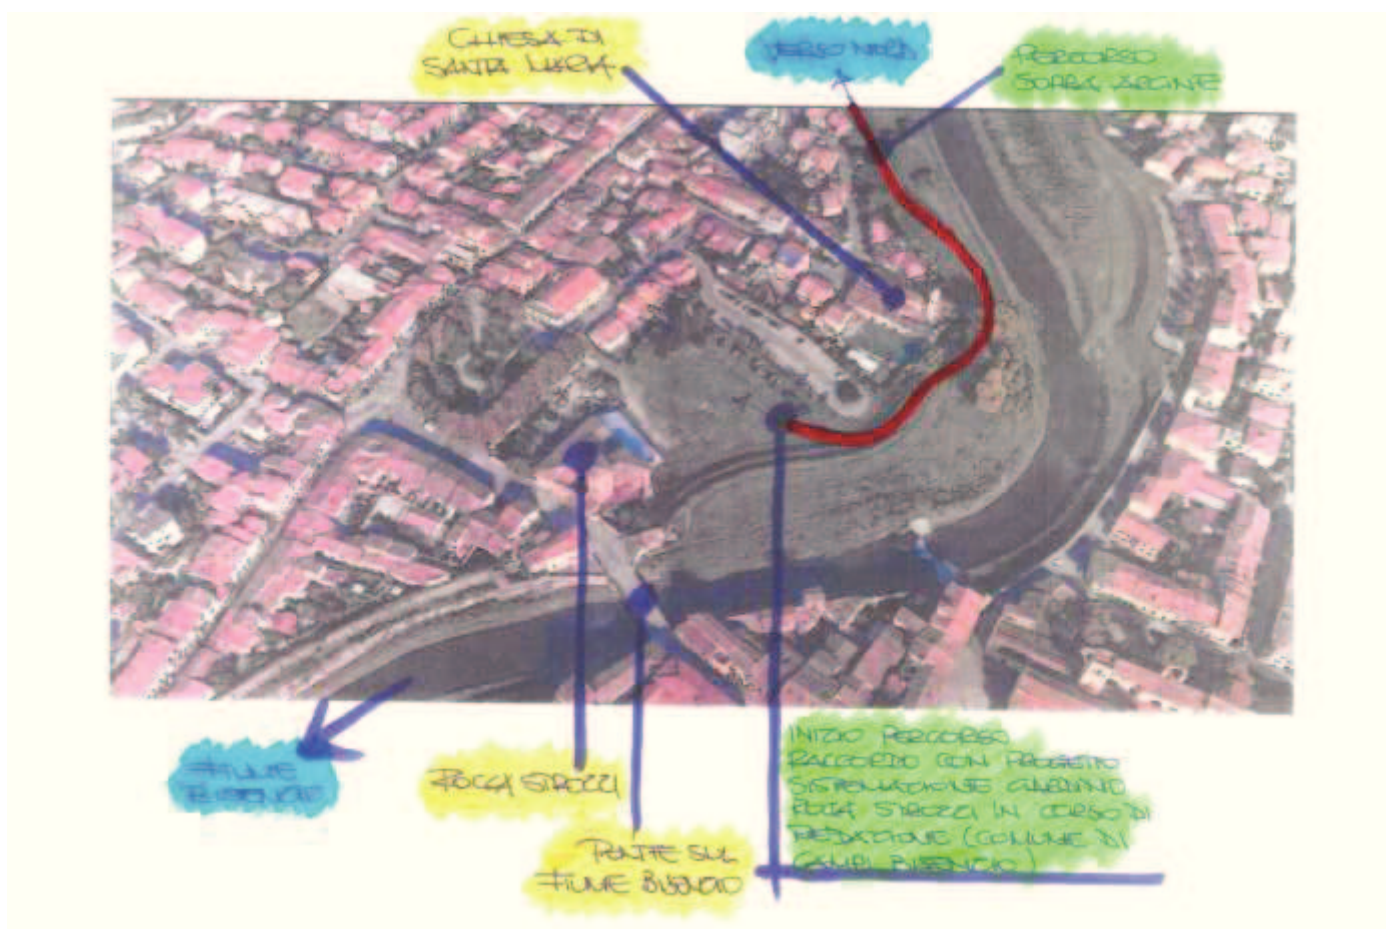 CHIESA DI
SANTA MARIA
VERSO NORD
PERCORSO
SOPRA ARGINE
FIUME
BISENZIO
ROCCA STROZZI
PONTE SUL
FIUME BISENZIO
INIZIO PERCORSO
RACCORDO CON PROGETTO
SISTEMAZIONE GIARDINO
ROCCA STROZZI IN CORSO DI
REDAZIONE (COMUNE DI
CAMPI BISENZIO)